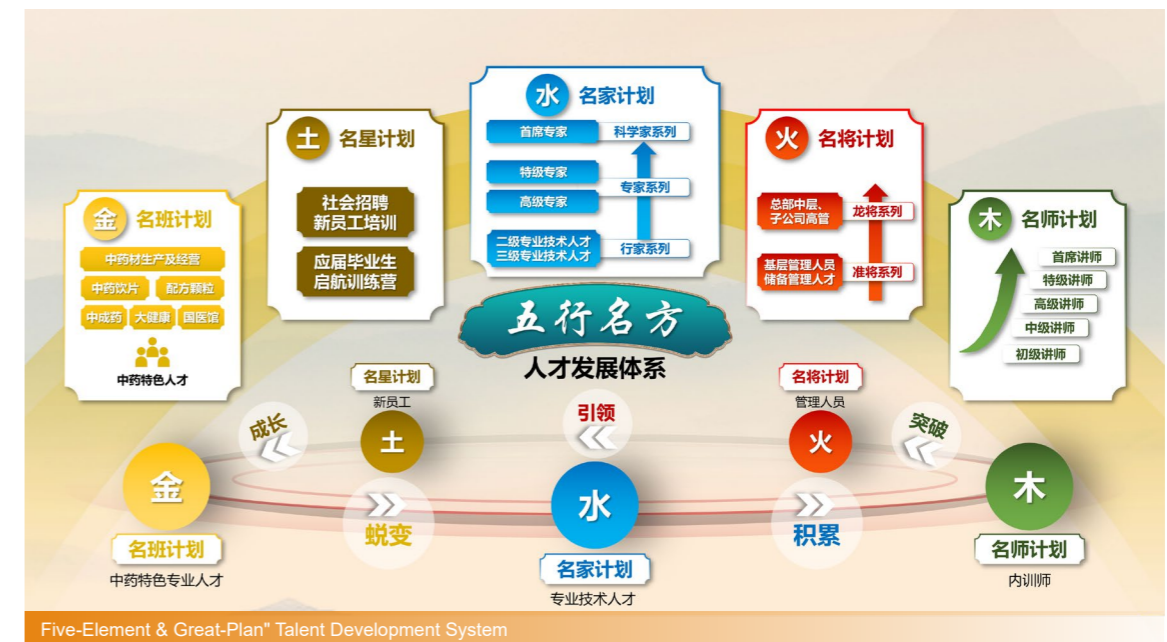 水 名家计划
首席专家 科学家系列
特级专家
专家系列
高级专家
二级专业技术人才
三级专业技术人才
行家系列
土 名星计划
社会招聘
新员工培训
应届毕业生
启航训练营
火 名将计划
总部中层、
子公司高管
龙将系列
基层管理人员
储备管理人才
准将系列
金 名班计划
中药材生产及经营
中药饮片 配方颗粒
中成药 大健康 国医馆
中药特色人才
木 名师计划
首席讲师
特级讲师
高级讲师
中级讲师
初级讲师
五行名方
人才发展体系
名星计划
新员工
土
名将计划
管理人员
火
成长
引领
突破
金
名班计划
中药特色专业人才
蜕变
水
名家计划
专业技术人才
积累
木
名师计划
内训师
Five-Element & Great-Plan" Talent Development System